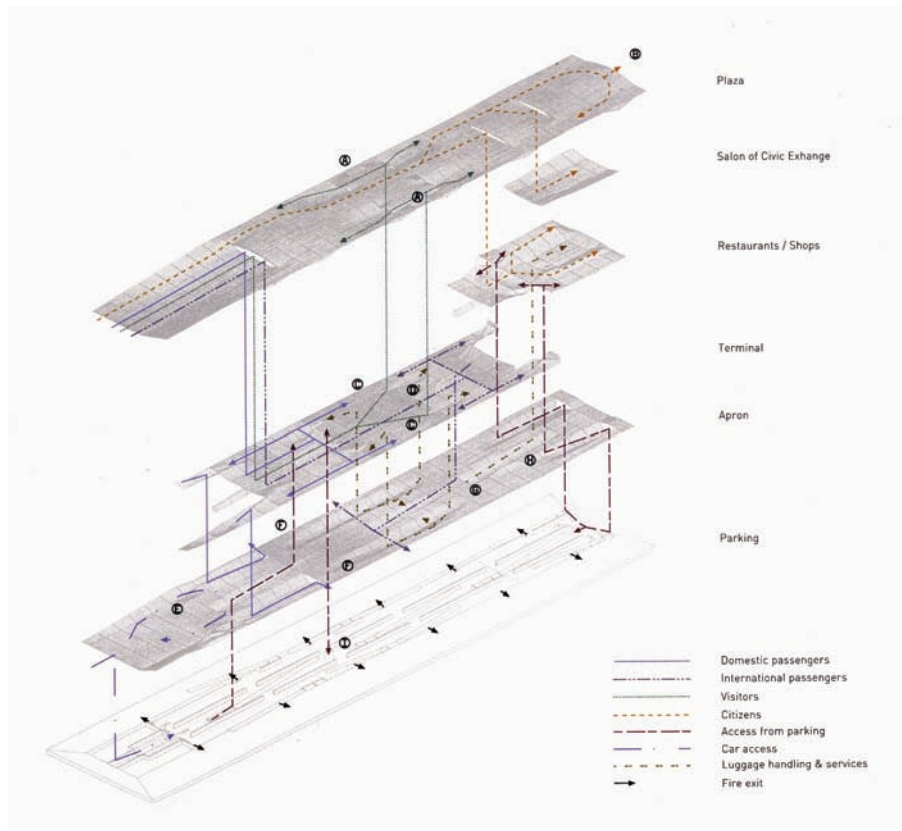 B
Plaza
A
Salon of Civic Exhange
A
Restaurants / Shops
Terminal
C
D
Apron
C
H
G
F
Parking
F
E
D
Domestic passengers
International passengers
Visitors
Citizens
Access from parking
Car access
Luggage handling & services
Fire exit